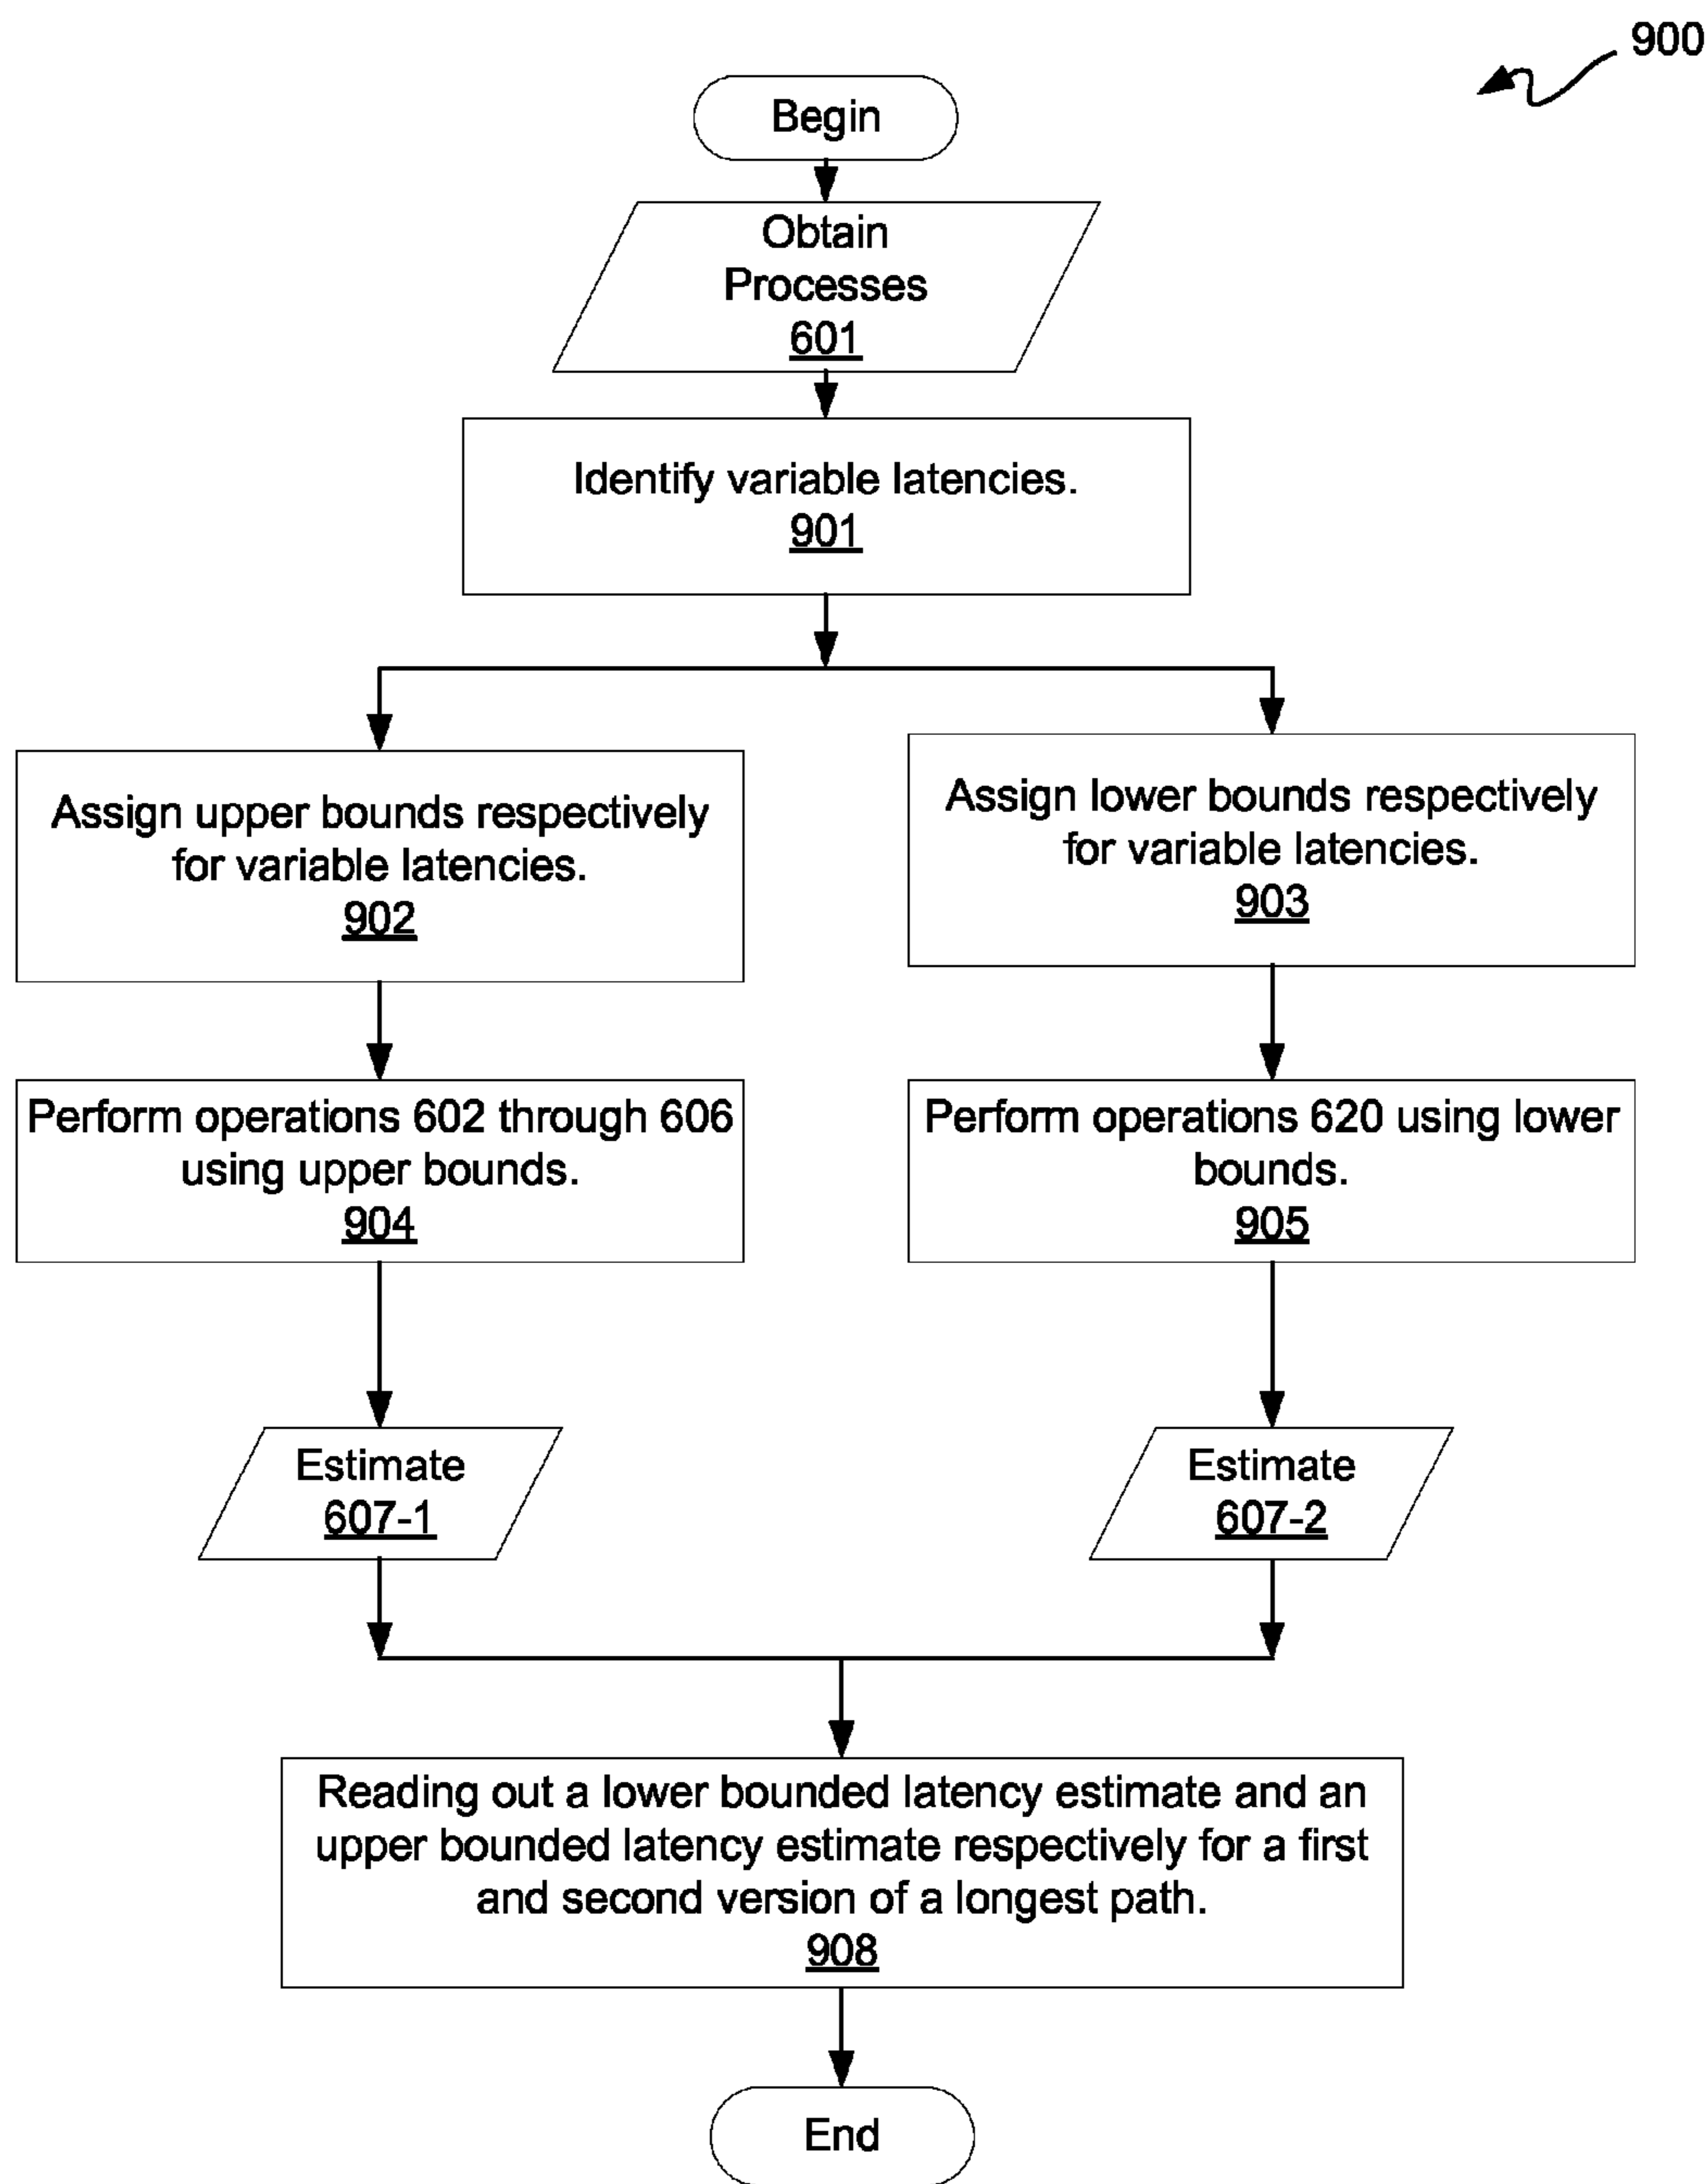 900
Begin
Obtain
Processes
601
Identify variable latencies.
901
Assign upper bounds respectively
for variable latencies.
902
Assign lower bounds respectively
for variable latencies.
903
Perform operations 602 through 606
using upper bounds.
904
Perform operations 620 using lower
bounds.
905
Estimate
607-1
Estimate
607-2
Reading out a lower bounded latency estimate and an
upper bounded latency estimate respectively for a first
and second version of a longest path.
908
End